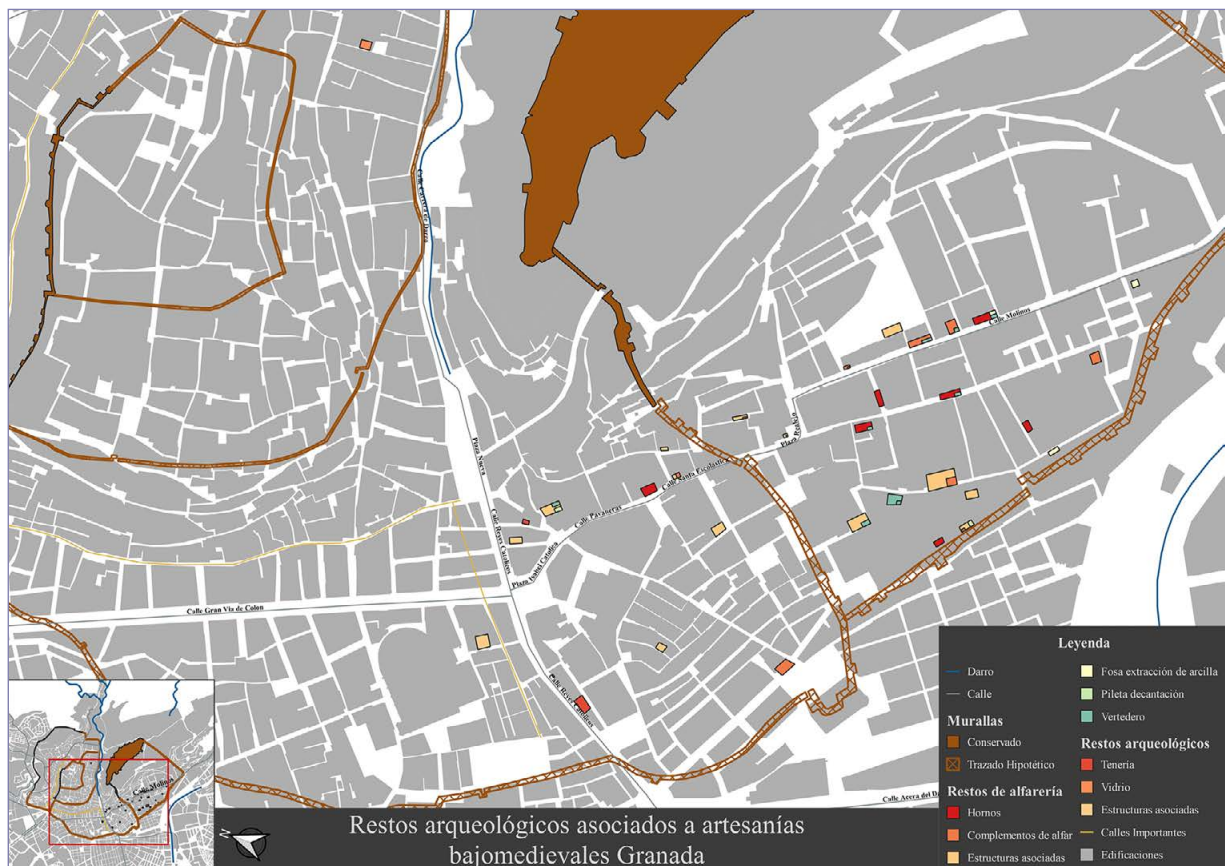 Calle Carrera de Darro
Calle Molinos
Plaza Realejo
Plaza Nueva
Calle Santa Escolástica
Calle Pavaneras
Calle Reyes Católicos
Plaza Isabel Católica
Calle Gran Vía de Colon
Calle Reyes Católicos
Calle Acera del Da
Calle Molinos
N
Restos arqueológicos asociados a artesanías
bajomedievales Granada
Leyenda
Darro
Calle
Murallas
Conservado
Trazado Hipotético
Restos de alfarería
Hornos
Complementos de alfar
Estructuras asociadas
Fosa extracción de arcilla
Pileta decantación
Vertedero
Restos arqueológicos
Tenería
Vidrio
Estructuras asociadas
Calles Importantes
Edificaciones